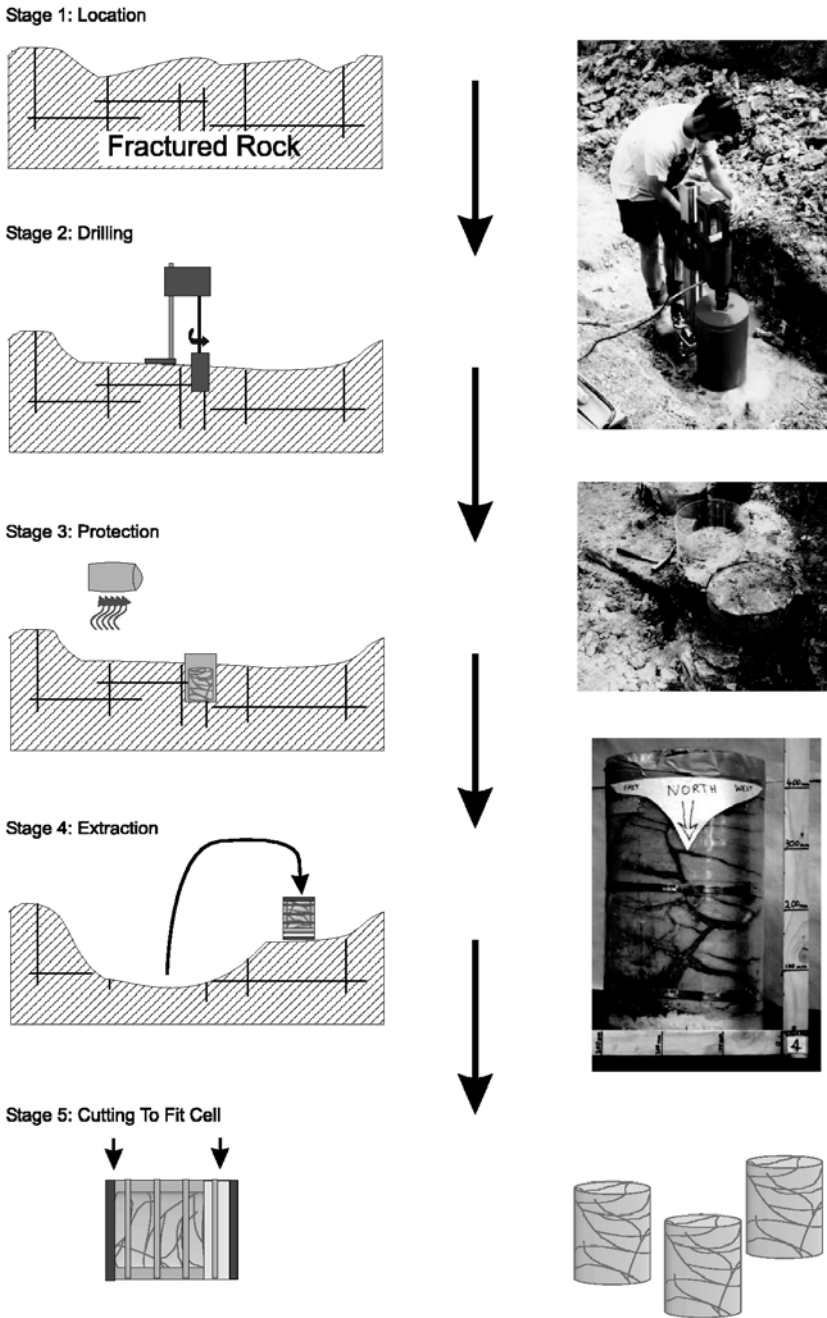 Stage 1: Location
Fractured Rock
Stage 2: Drilling
Stage 3: Protection
Stage 4: Extraction
EAST NORTH WEST
400mm
300mm
200mm
100mm
0
4
Stage 5: Cutting To Fit Cell